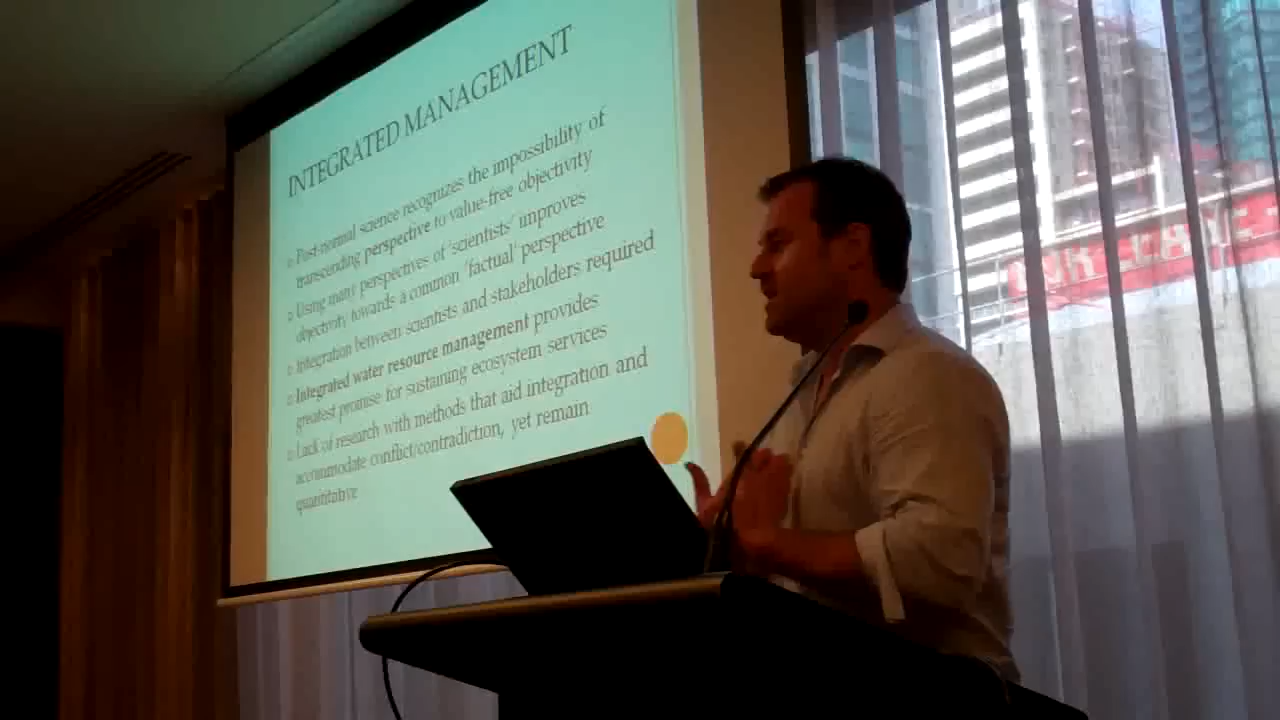 INTEGRATED MANAGEMENT
Post-normal science recognizes the impossibility of
transcending perspective to value-free objectivity
Using many perspectives of 'scientists' improves
objectivity towards a common 'factual' perspective
Integration between scientists and stakeholders required
Integrated water resource management provides
greatest promise for sustaining ecosystem services
Lack of research with methods that aid integration and
accommodate conflict/contradiction, yet remain
quantitative